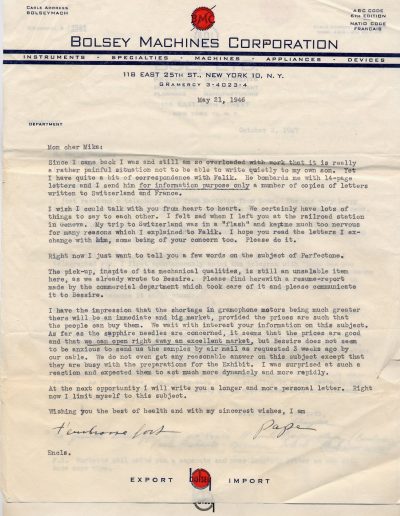 CABLE ADDRESS
BOLSEYMACH
BMC
ABC CODE
6TH EDITION
NATIO CODE
FRANCAIS
BOLSEY MACHINES CORPORATION
INSTRUMENTS · SPECIALTIES · MACHINES · APPLIANCES · DEVICES
118 EAST 25TH ST., NEW YORK 10, N. Y.
GRAMERCY 3-4023-4
May 21, 1946
DEPARTMENT
Mon cher Mika:
Since I came back I was and still am so overloaded with work that it is really
a rather painful situation not to be able to write quietly to my own son. Yet
I have quite a bit of correspondence with Falik. He bombards me with 14-page
letters and I send him for information purpose only a number of copies of letters
written to Switzerland and France.
I wish I could talk with you from heart to heart. We certainly have lots of
things to say to each other. I felt sad when I left you at the railroad station
in Geneva. My trip to Switzerland was in a "flash" and kept me much too nervous
for many reasons which I explained to Falik. I hope you read the letters I ex-
change with him, some being of your concern too. Please do it.
Right now I just want to tell you a few words on the subject of Perfectone.
The pick-up, inspite of its mechanical qualities, is still an unsalable item
here, as we already wrote to Bessire. Please find herewith a resume-report
made by the commercial department which took care of it and please communicate
it to Bessire.
I have the impression that the shortage in gramophone motors being much greater
there will be an immediate and big market, provided the prices are such that
the people can buy them. We wait with interest your information on this subject.
As far as the sapphire needles are concerned, it seems that the prices are good
and that we can open right away an excellent market, but Bessire does not seem
to be anxious to send us the samples by air mail as requested 3 weeks ago by
our cable. We do not even get any reasonable answer on this subject except that
they are busy with the preparations for the Exhibit. I was surprised at such a
reaction and expected them to act much more dynamicly and more rapidly.
At the next opportunity I will write you a longer and more personal letter. Right
now I limit myself to this subject.
Wishing you the best of health and with my sincerest wishes, I am
Papa
Encls.
EXPORT
bolsey
IMPORT